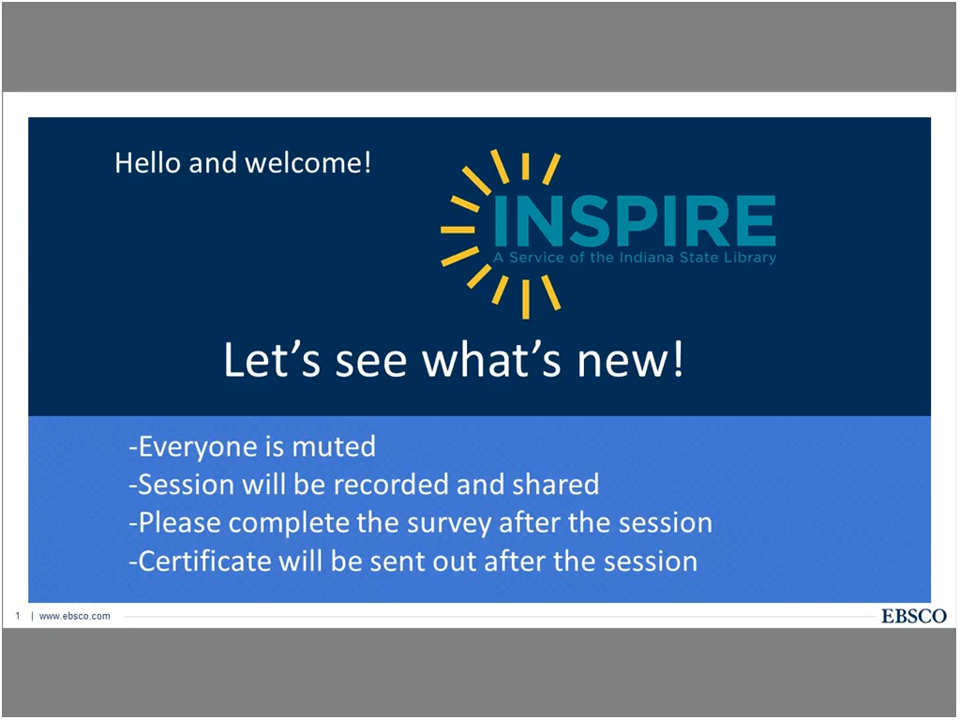 Hello and welcome!
INSPIRE
A Service of the Indiana State Library
Let's see what's new!
-Everyone is muted
-Session will be recorded and shared
-Please complete the survey after the session
-Certificate will be sent out after the session
1 | www.ebsco.com
EBSCO